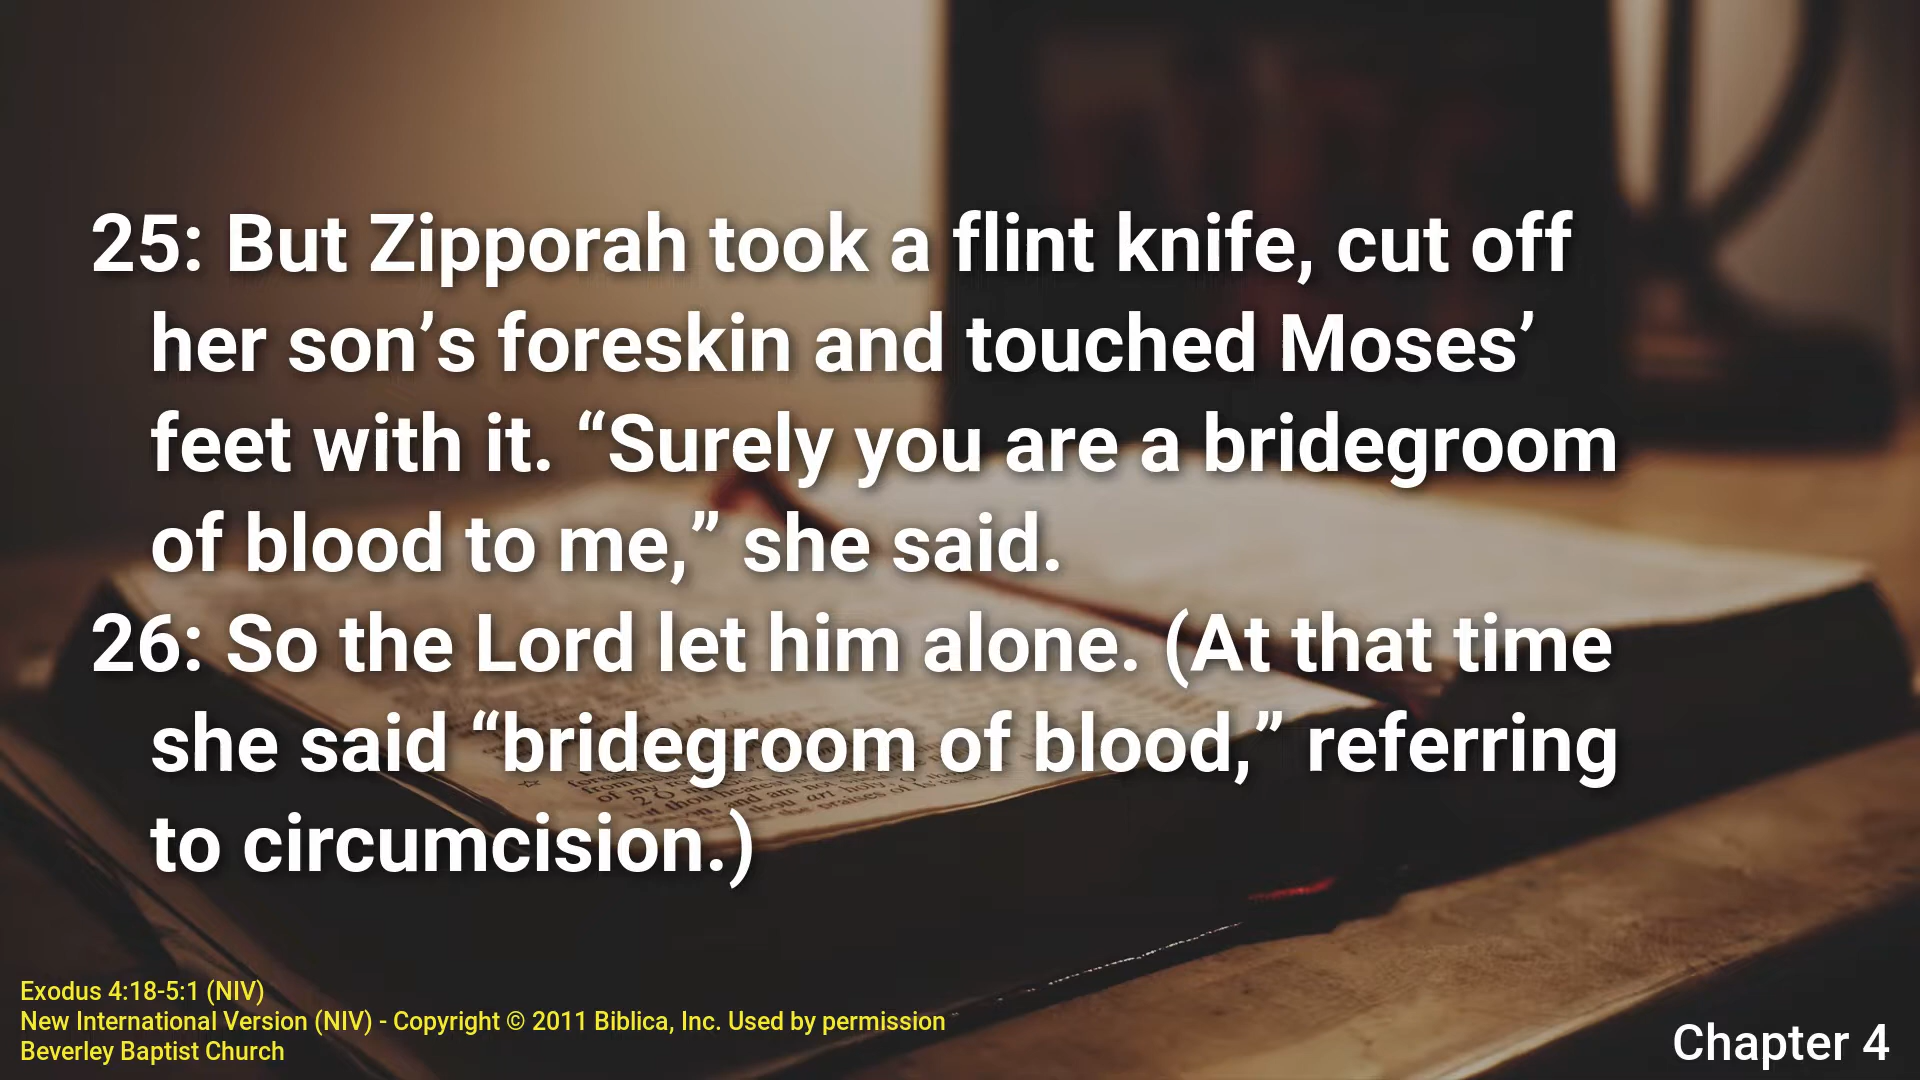 25: But Zipporah took a flint knife, cut off
her son’s foreskin and touched Moses’
feet with it. “Surely you are a bridegroom
of blood to me,” she said.
26: So the Lord let him alone. (At that time
she said “bridegroom of blood,” referring
to circumcision.)
Exodus 4:18-5:1 (NIV)
New International Version (NIV) - Copyright © 2011 Biblica, Inc. Used by permission
Beverley Baptist Church
Chapter 4